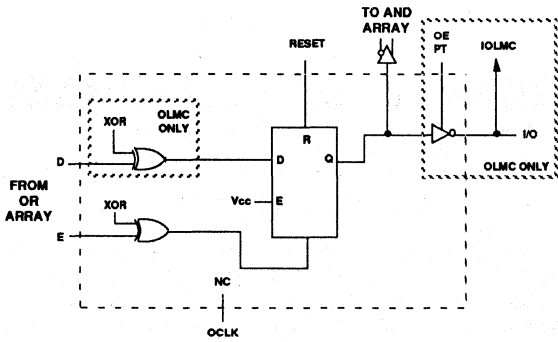 TO AND
ARRAY
OE
PT
IOLMC
RESET
XOR
OLMC
ONLY
R
D
D
Q
I/O
OLMC ONLY
FROM
OR
ARRAY
XOR
Vcc
E
E
NC
OCLK